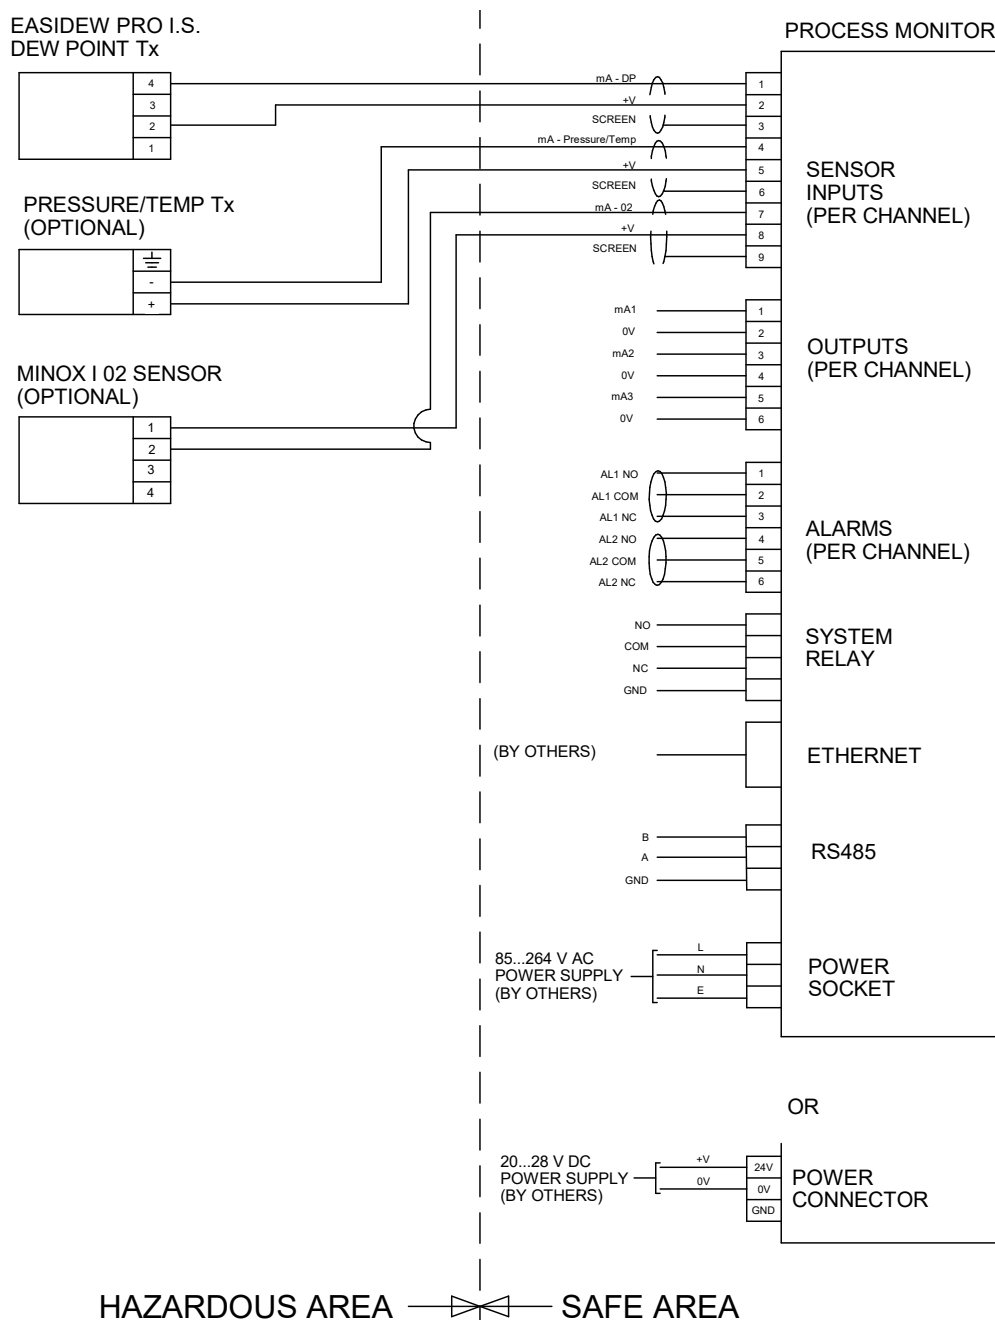 EASIDEW PRO I.S.
DEW POINT Tx
4
3
2
1
PRESSURE/TEMP Tx
(OPTIONAL)
-
+
MINOX I 02 SENSOR
(OPTIONAL)
1
2
3
4
PROCESS MONITOR
mA - DP
1
+V
2
SCREEN
3
mA - Pressure/Temp
4
+V
5
SCREEN
6
mA - 02
7
+V
8
SCREEN
9
SENSOR
INPUTS
(PER CHANNEL)
mA1
1
0V
2
mA2
3
0V
4
mA3
5
0V
6
OUTPUTS
(PER CHANNEL)
AL1 NO
1
AL1 COM
2
AL1 NC
3
AL2 NO
4
AL2 COM
5
AL2 NC
6
ALARMS
(PER CHANNEL)
NO
COM
NC
GND
SYSTEM
RELAY
(BY OTHERS)
ETHERNET
B
A
GND
RS485
85...264 V AC
POWER SUPPLY
(BY OTHERS)
L
N
E
POWER
SOCKET
OR
20...28 V DC
POWER SUPPLY
(BY OTHERS)
+V
24V
0V
0V
GND
POWER
CONNECTOR
HAZARDOUS AREA
SAFE AREA